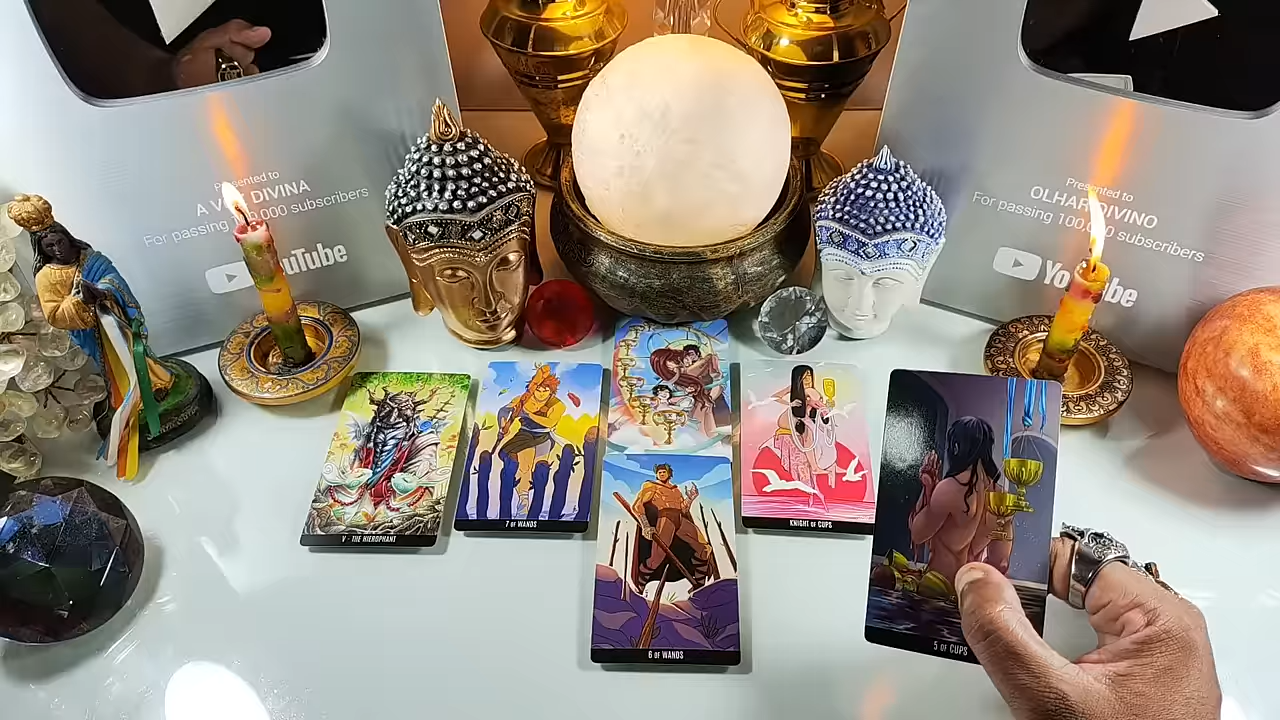 Presented to
DIVINA
For passing 100,000 subscribers
YouTube
Presented to
OLHAR DIVINO
For passing 100,000 subscribers
YouTube
V - THE HIEROPHANT
7 OF WANDS
KNIGHT OF CUPS
6 OF WANDS
5 OF CUPS